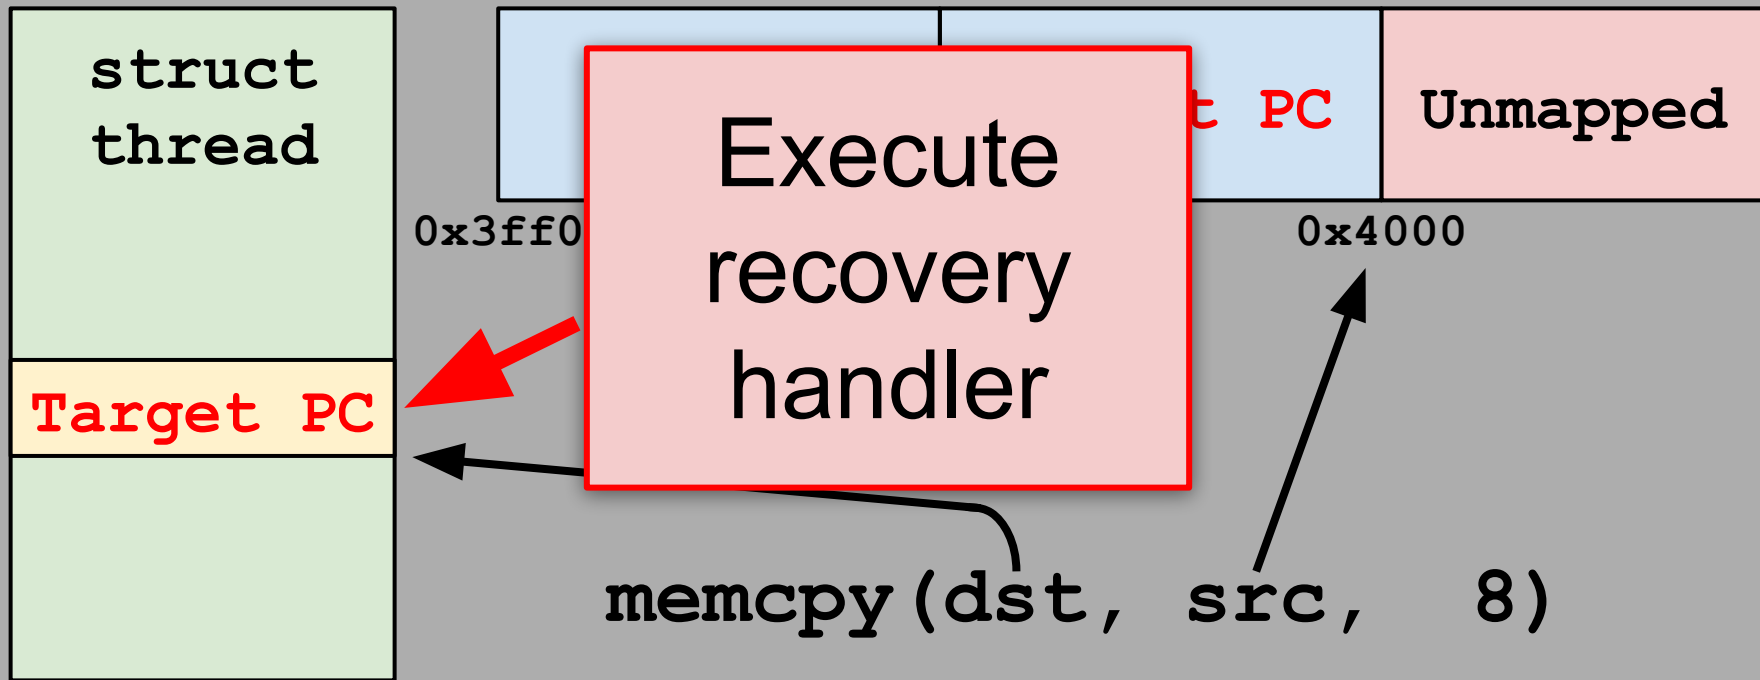 struct
thread
Target PC
0x3ff0
Execute
recovery
handler
t PC
Unmapped
0x4000
memcpy(dst, src, 8)